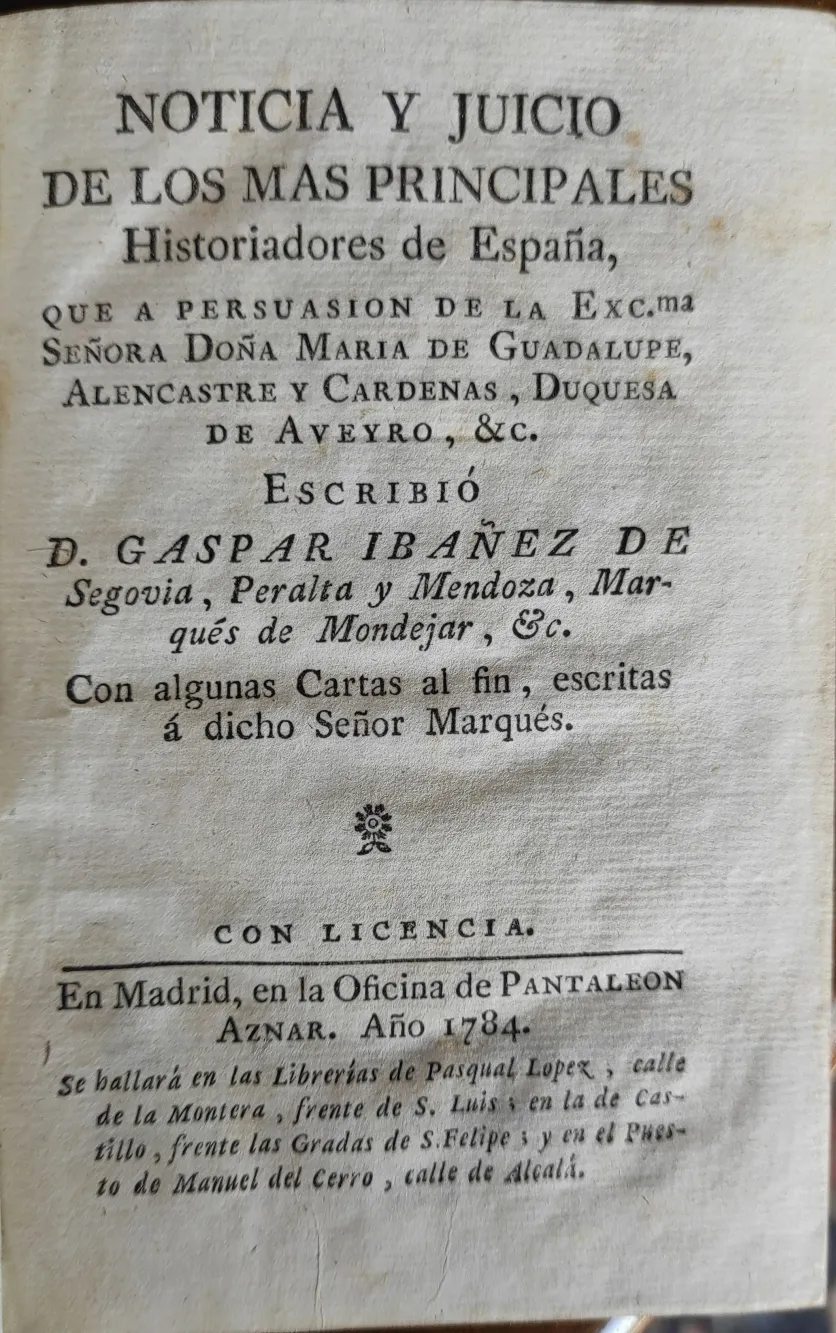 NOTICIA Y JUICIO
DE LOS MAS PRINCIPALES
Historiadores de España,
QUE A PERSUASION DE LA EXC.ma
SEÑORA DOÑA MARIA DE GUADALUPE,
ALENCASTRE Y CARDENAS, DUQUESA
DE AVEYRO, &c.
ESCRIBIÓ
D. GASPAR IBAÑEZ DE
Segovia, Peralta y Mendoza, Mar-
qués de Mondejar, &c.
Con algunas Cartas al fin, escritas
á dicho Señor Marqués.
CON LICENCIA.
En Madrid, en la Oficina de PANTALEON
AZNAR. Año 1784.
Se hallará en las Librerías de Pasqual Lopez, calle
de la Montera, frente de S. Luis; en la de Cas-
tillo, frente las Gradas de S. Felipe; y en el Pues-
to de Manuel del Cerro, calle de Alcalá.